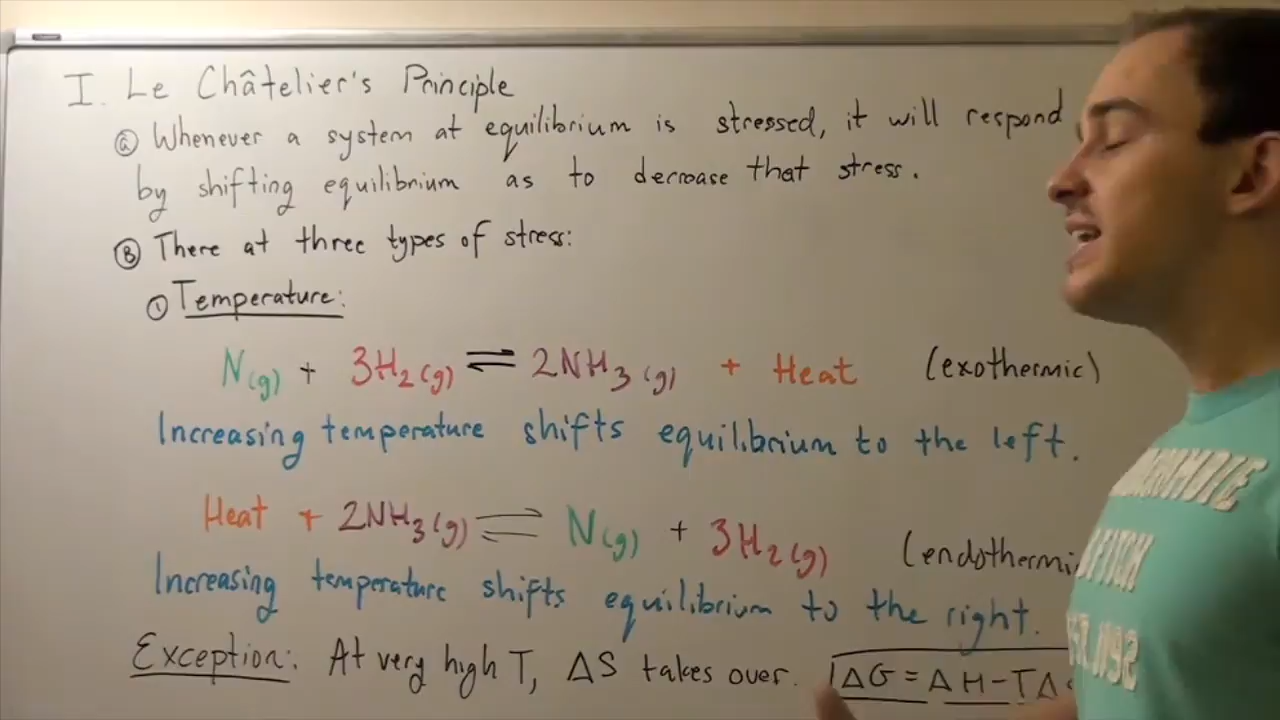 I. Le Châtelier's Principle
Ⓐ Whenever a system at equilibrium is stressed, it will respond
by shifting equilibrium as to decrease that stress.
Ⓑ There at three types of stress:
① Temperature:
N(g) + 3H₂(g) ⇌ 2NH₃(g) + Heat (exothermic)
Increasing temperature shifts equilibrium to the left.
Heat + 2NH₃(g) ⇌ N(g) + 3H₂(g) (endothermi
Increasing temperature shifts equilibrium to the right.
Exception: At very high T, ΔS takes over. ΔG = ΔH - TΔ